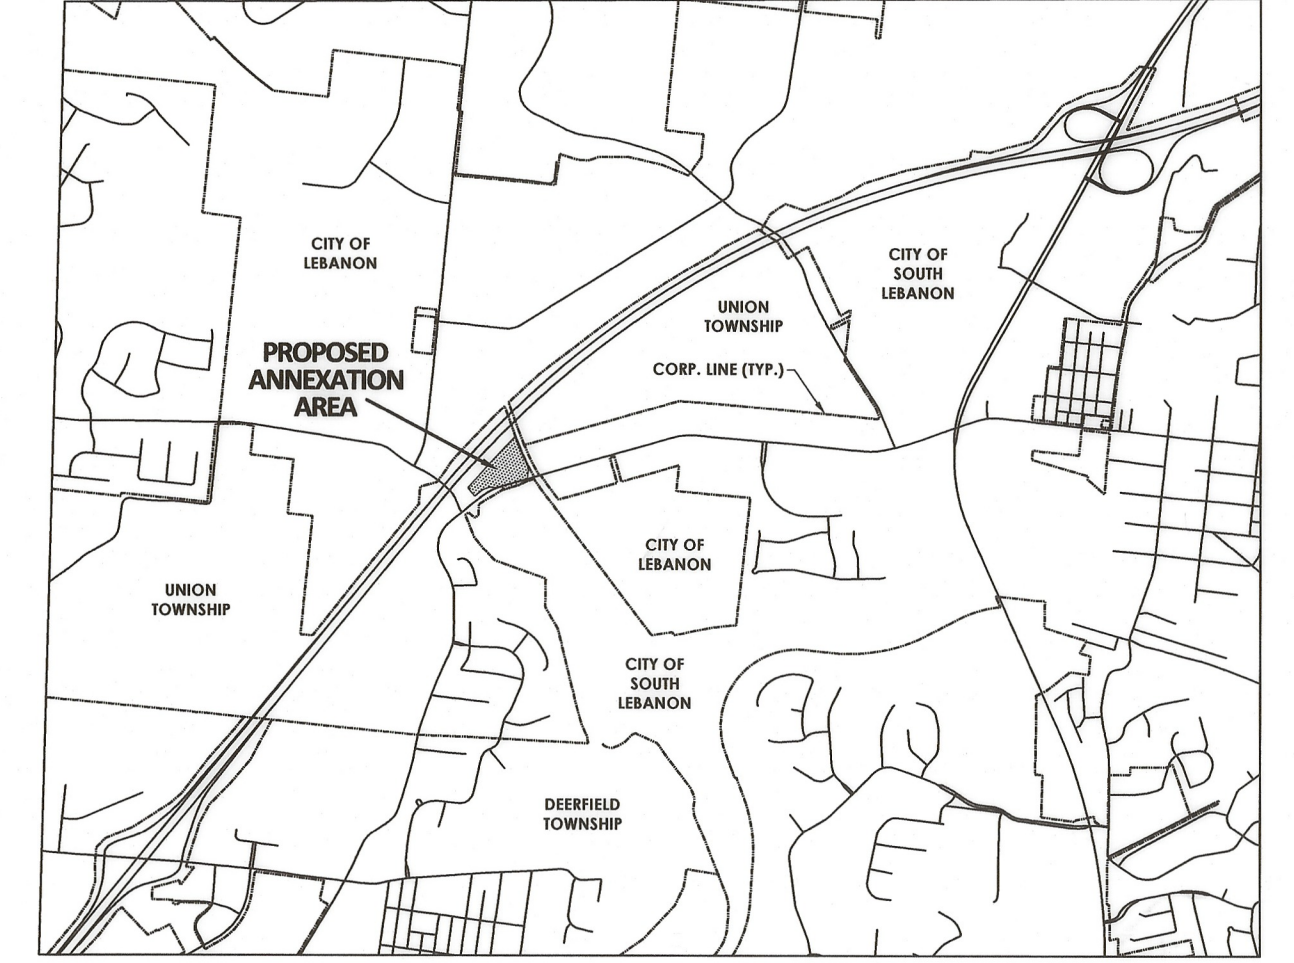 CITY OF
LEBANON
CITY OF
SOUTH
LEBANON
UNION
TOWNSHIP
PROPOSED
ANNEXATION
AREA
CORP. LINE (TYP.)
CITY OF
LEBANON
UNION
TOWNSHIP
CITY OF
SOUTH
LEBANON
DEERFIELD
TOWNSHIP